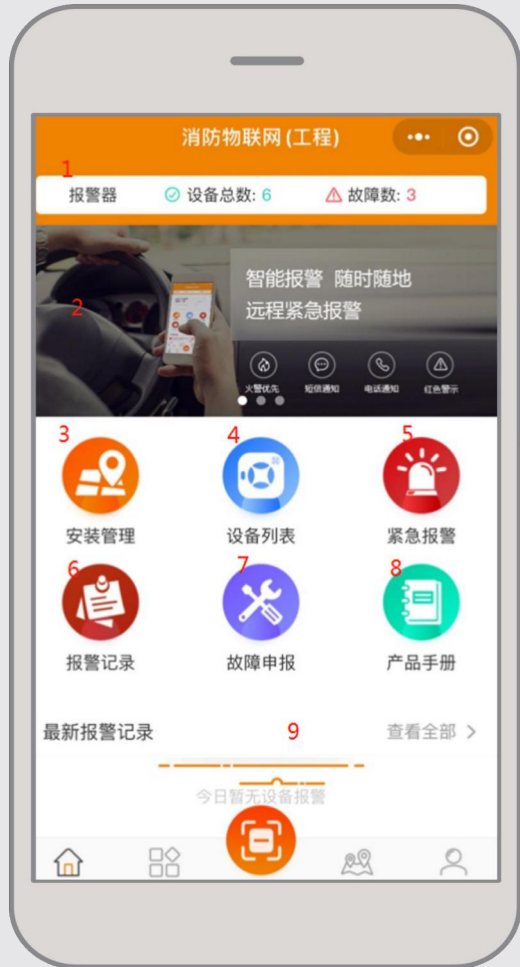 消防物联网(工程)
1
报警器 设备总数: 6 故障数: 3
智能报警 随时随地
2
远程紧急报警
火警优先 短信通知 电话通知 红色警示
3 4 5
安装管理 设备列表 紧急报警
6 7 8
报警记录 故障申报 产品手册
最新报警记录 9 查看全部 >
今日暂无设备报警